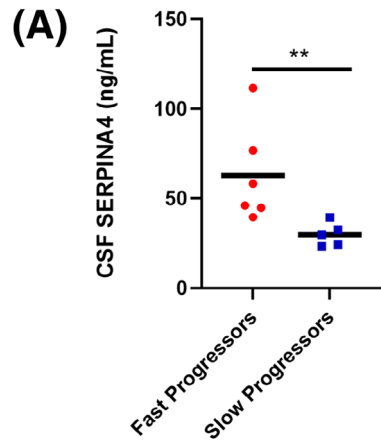 (A)
**
CSF SERPINA4 (ng/mL)
150
100
50
0
Fast Progressors
Slow Progressors